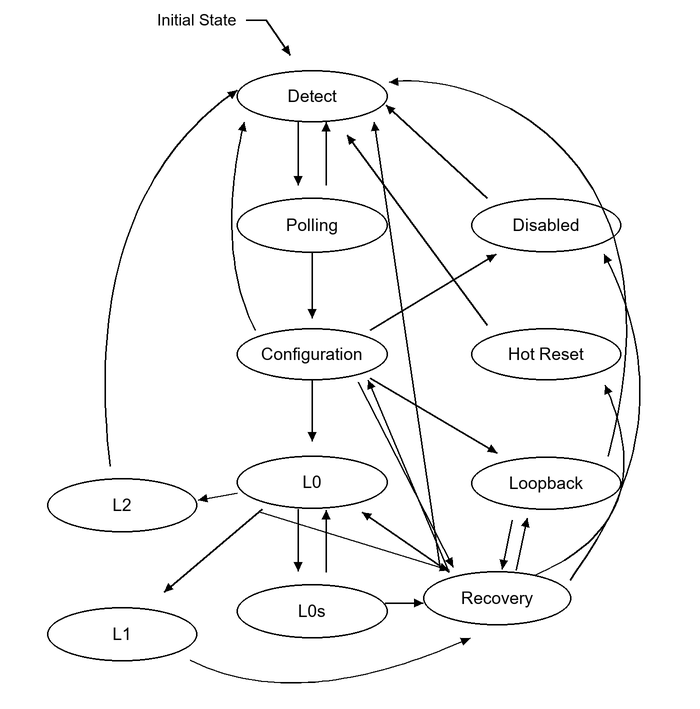 Initial State
Detect
Polling
Disabled
Configuration
Hot Reset
L0
Loopback
L2
L0s
Recovery
L1